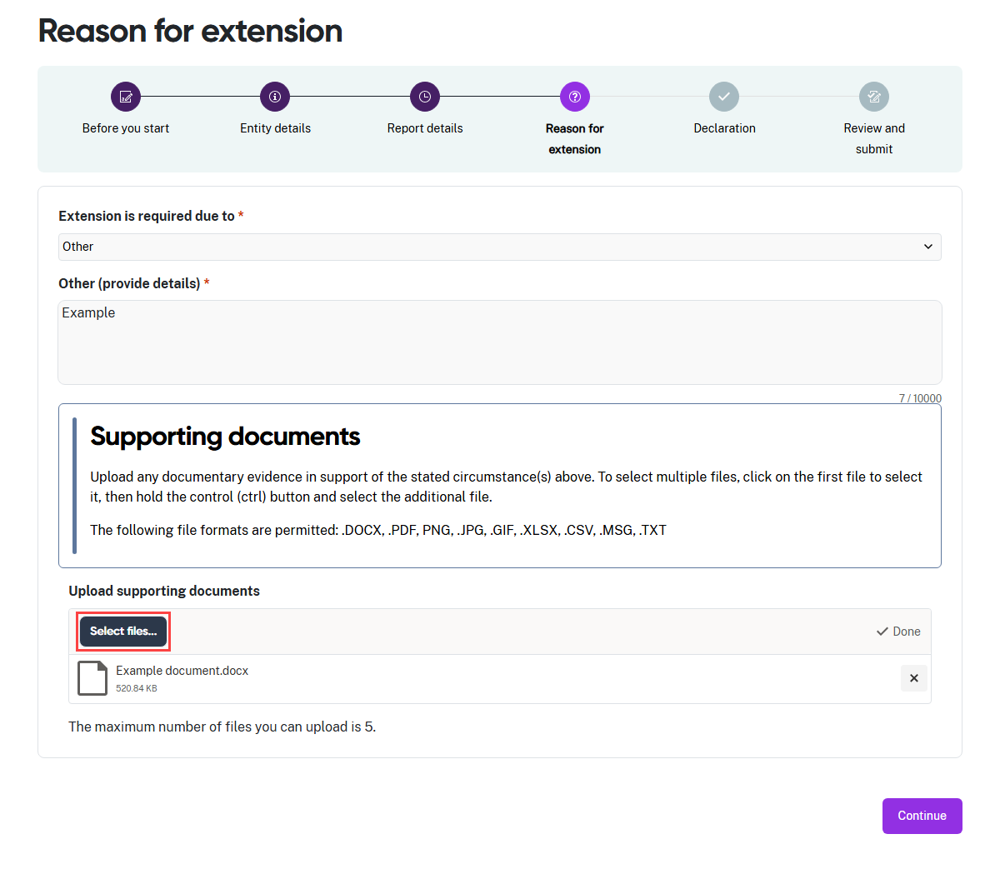 Reason for extension
Before you start
Entity details
Report details
Reason for
extension
Declaration
Review and
submit
Extension is required due to *
Other
Other (provide details) *
Example
7 / 10000
Supporting documents
Upload any documentary evidence in support of the stated circumstance(s) above. To select multiple files, click on the first file to select
it, then hold the control (ctrl) button and select the additional file.
The following file formats are permitted: .DOCX, .PDF, PNG, .JPG, .GIF, .XLSX, .CSV, .MSG, .TXT
Upload supporting documents
Select files...
Done
Example document.docx
520.84 KB
The maximum number of files you can upload is 5.
Continue